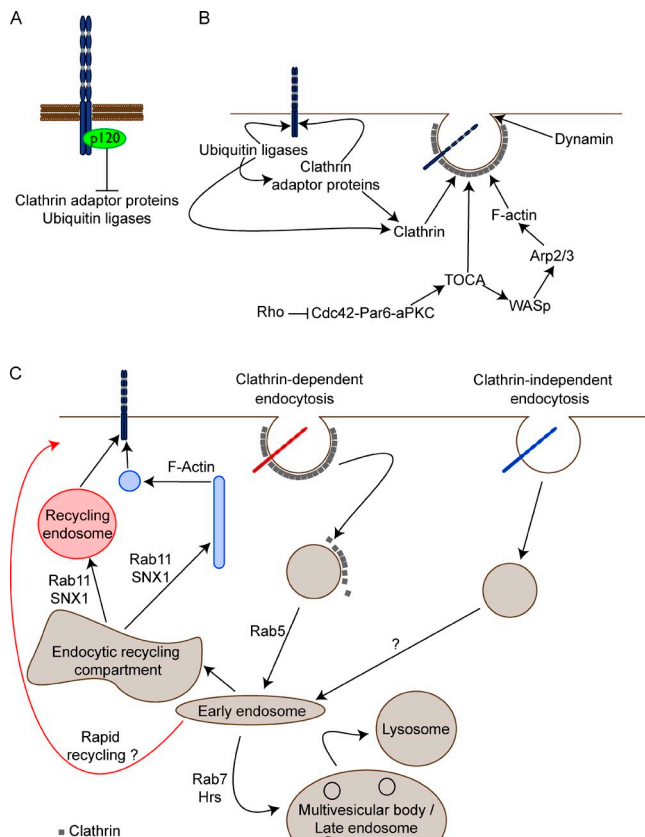 A
p120
Clathrin adaptor proteins
Ubiquitin ligases
B
Ubiquitin ligases
Clathrin
adaptor proteins
Clathrin
Dynamin
F-actin
Arp2/3
TOCA
WASp
Rho
Cdc42-Par6-aPKC
C
Clathrin-dependent
endocytosis
Clathrin-independent
endocytosis
F-Actin
Recycling
endosome
Rab11
SNX1
Rab11
SNX1
Rab5
?
Endocytic recycling
compartment
Early endosome
Rapid
recycling ?
Lysosome
Rab7
Hrs
Multivesicular body /
Late endosome
Clathrin